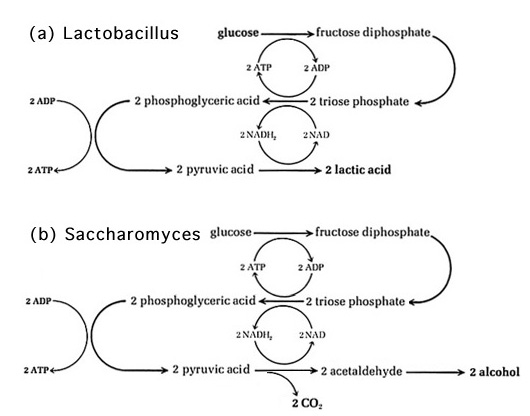 (a) Lactobacillus
glucose fructose diphosphate
2 ATP 2 ADP
2 ADP 2 phosphoglyceric acid 2 triose phosphate
2 NADH₂ 2 NAD
2 ATP 2 pyruvic acid 2 lactic acid
(b) Saccharomyces glucose fructose diphosphate
2 ATP 2 ADP
2 ADP 2 phosphoglyceric acid 2 triose phosphate
2 NADH₂ 2 NAD
2 ATP 2 pyruvic acid 2 acetaldehyde 2 alcohol
2 CO₂